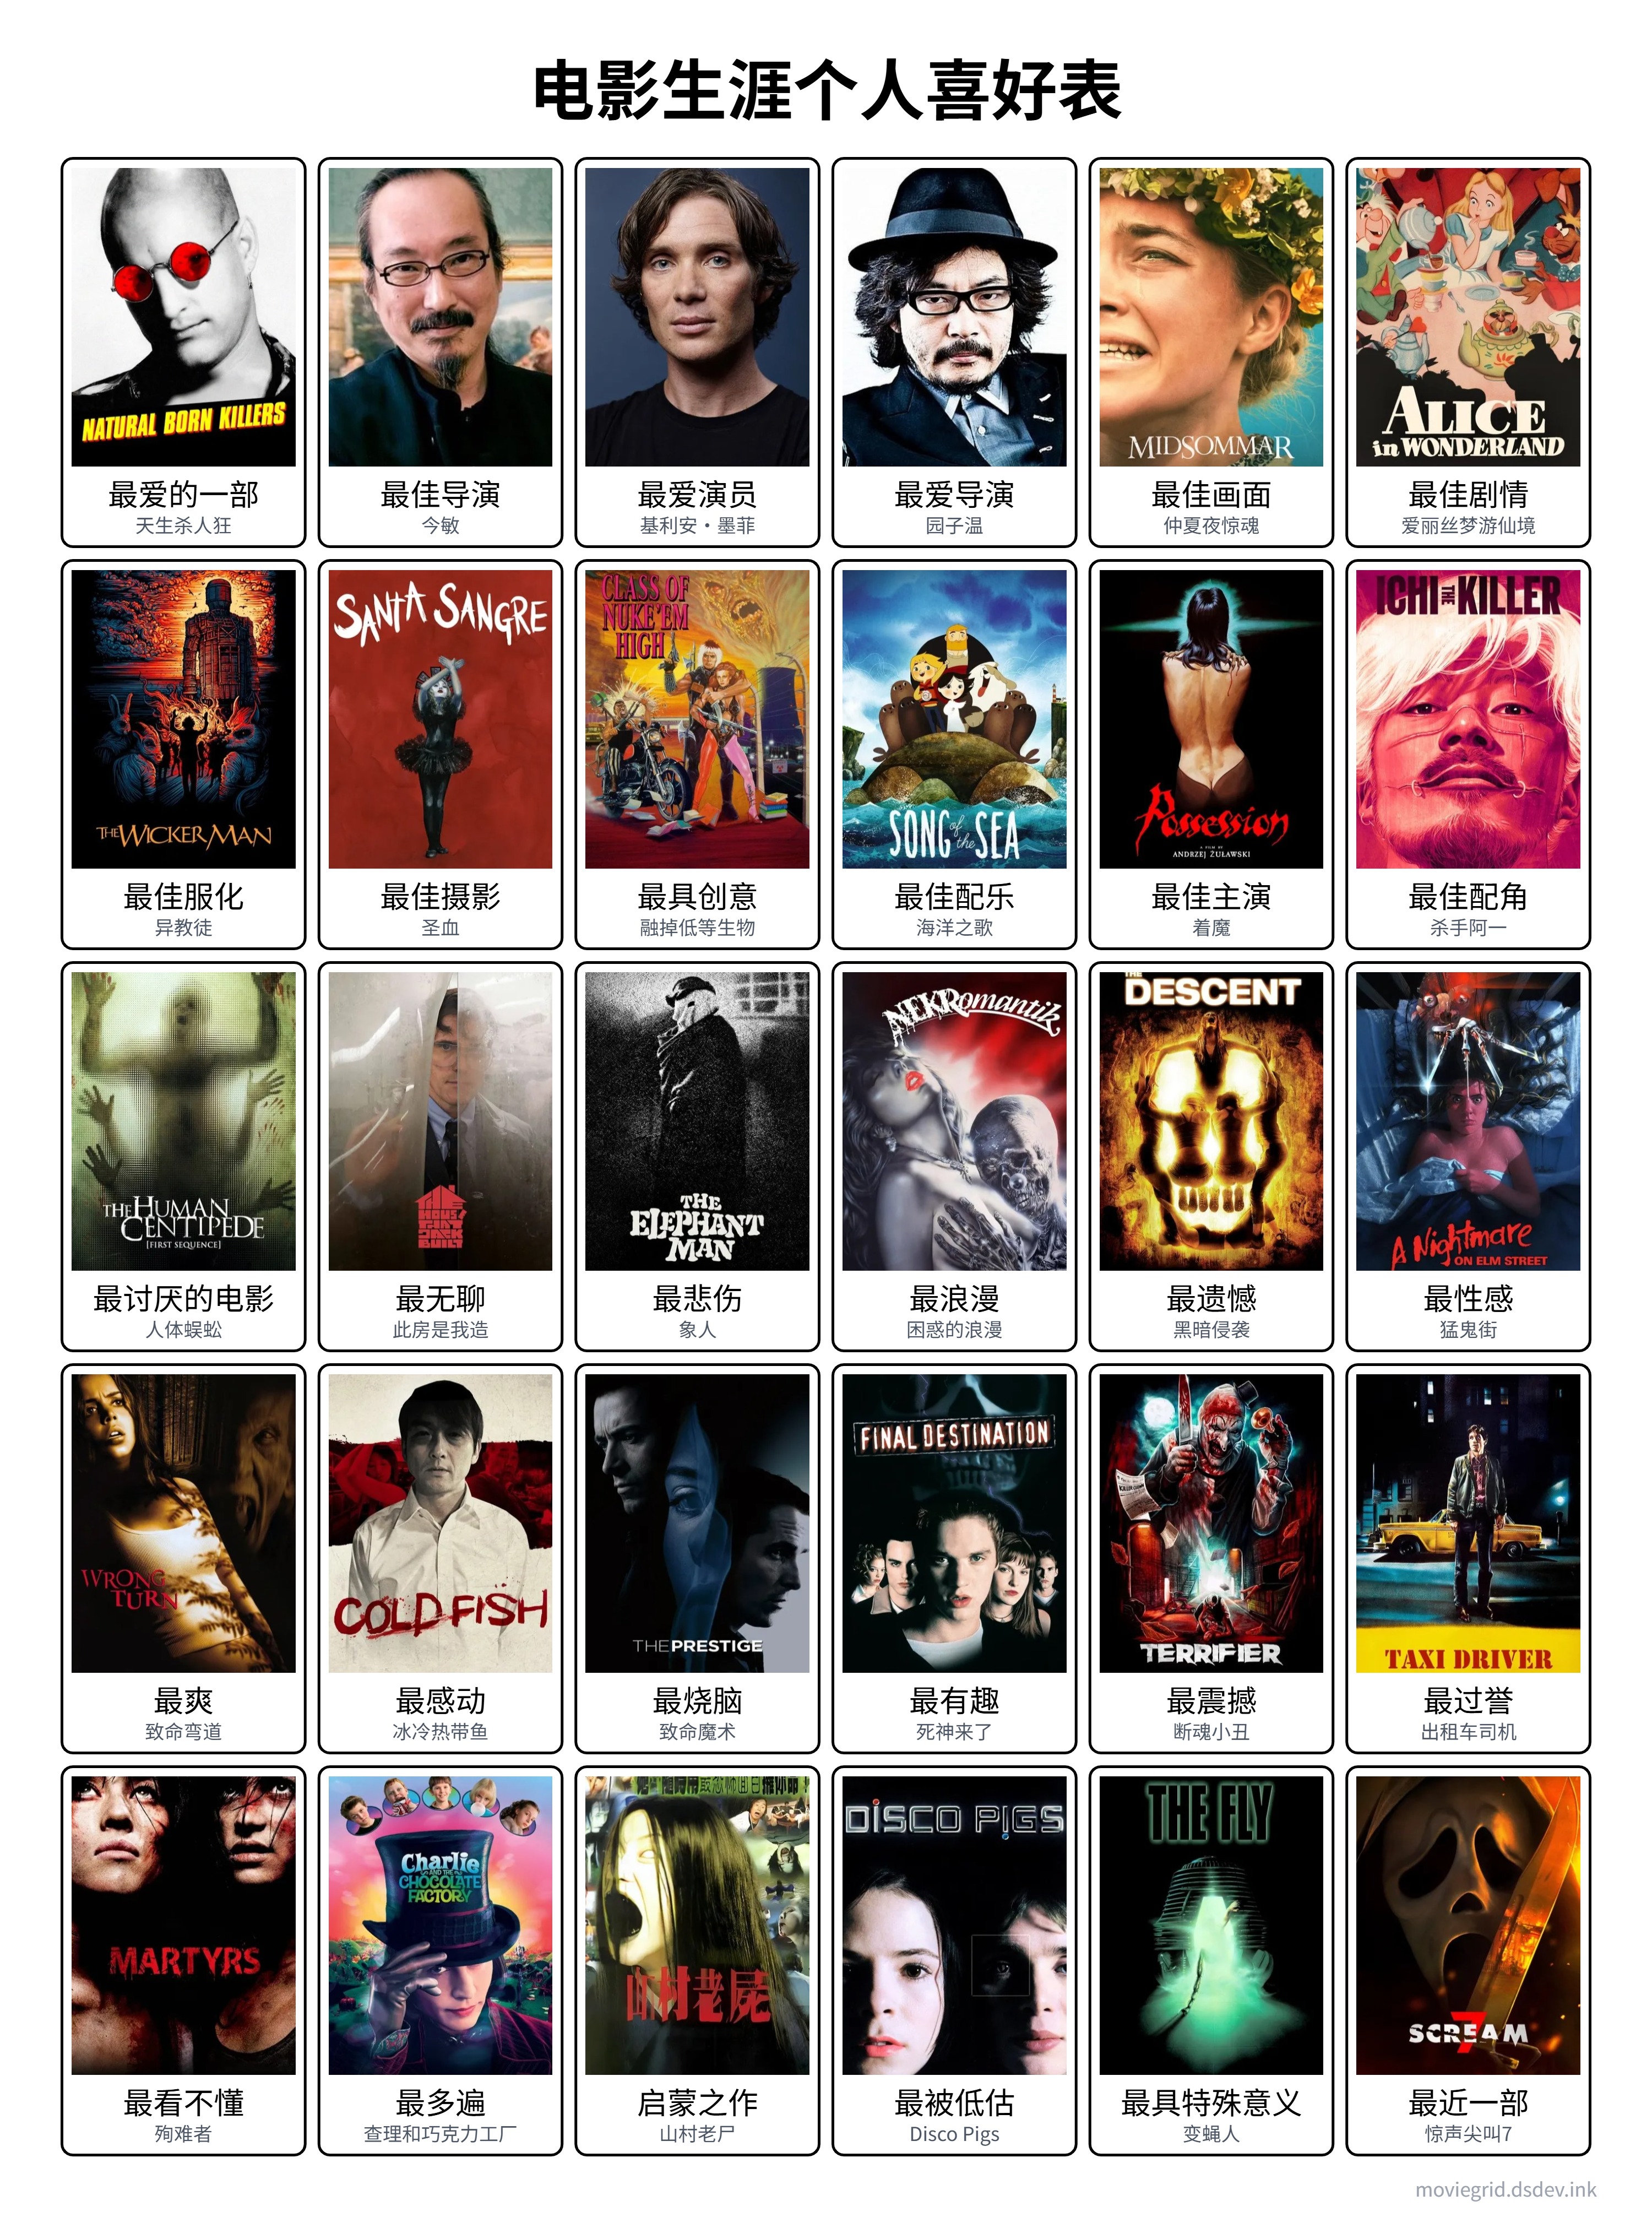 电影生涯个人喜好表
NATURAL BORN KILLERS
最爱的一部
天生杀人狂
最佳导演
今敏
最爱演员
基利安·墨菲
最爱导演
园子温
MIDSOMMAR
最佳画面
仲夏夜惊魂
ALICE
in WONDERLAND
最佳剧情
爱丽丝梦游仙境
THE WICKER MAN
最佳服化
异教徒
SANTA SANGRE
最佳摄影
圣血
CLASS OF
NUKE'EM
HIGH
最具创意
融掉低等生物
SONG of the SEA
最佳配乐
海洋之歌
Possession
A FILM BY
ANDRZEJ ŻUŁAWSKI
最佳主演
着魔
ICHI THE KILLER
最佳配角
杀手阿一
THE HUMAN
CENTIPEDE
[FIRST SEQUENCE]
最讨厌的电影
人体蜈蚣
THE
HOUSE
THAT
JACK
BUILT
最无聊
此房是我造
THE
ELEPHANT
MAN
最悲伤
象人
NEKRomantik
最浪漫
困惑的浪漫
THE
DESCENT
最遗憾
黑暗侵袭
A Nightmare
ON ELM STREET
最性感
猛鬼街
WRONG
TURN
最爽
致命弯道
COLD FISH
最感动
冰冷热带鱼
THE PRESTIGE
最烧脑
致命魔术
FINAL DESTINATION
最有趣
死神来了
TERRIFIER
最震撼
断魂小丑
TAXI DRIVER
最过誉
出租车司机
MARTYRS
最看不懂
殉难者
Charlie
AND THE
CHOCOLATE
FACTORY
最多遍
查理和巧克力工厂
山村老屍
启蒙之作
山村老尸
DISCO PIGS
最被低估
Disco Pigs
THE FLY
最具特殊意义
变蝇人
SCREAM
7
最近一部
惊声尖叫7
moviegrid.dsdev.ink